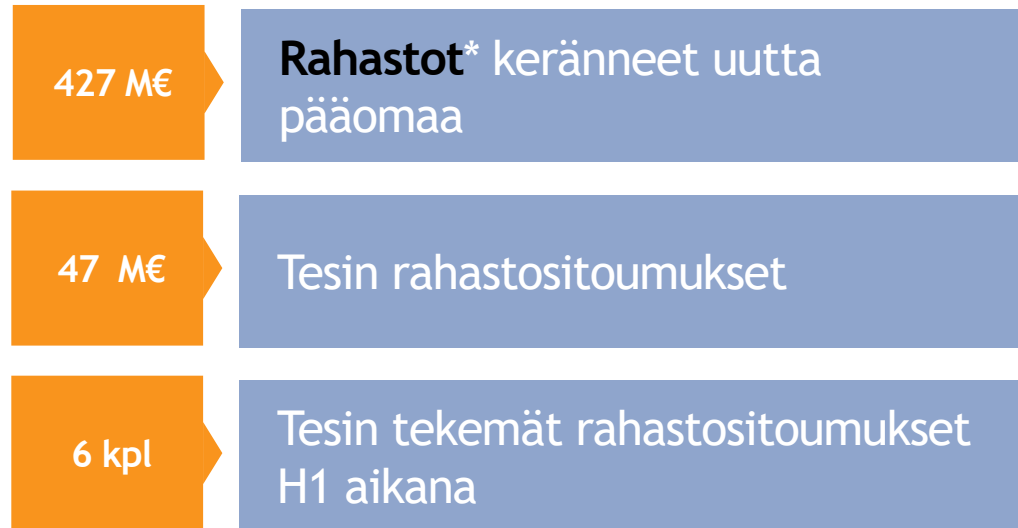 427 M€
Rahastot* keränneet uutta
pääomaa
47 M€
Tesin rahastositoumukset
6 kpl
Tesin tekemät rahastositoumukset
H1 aikana